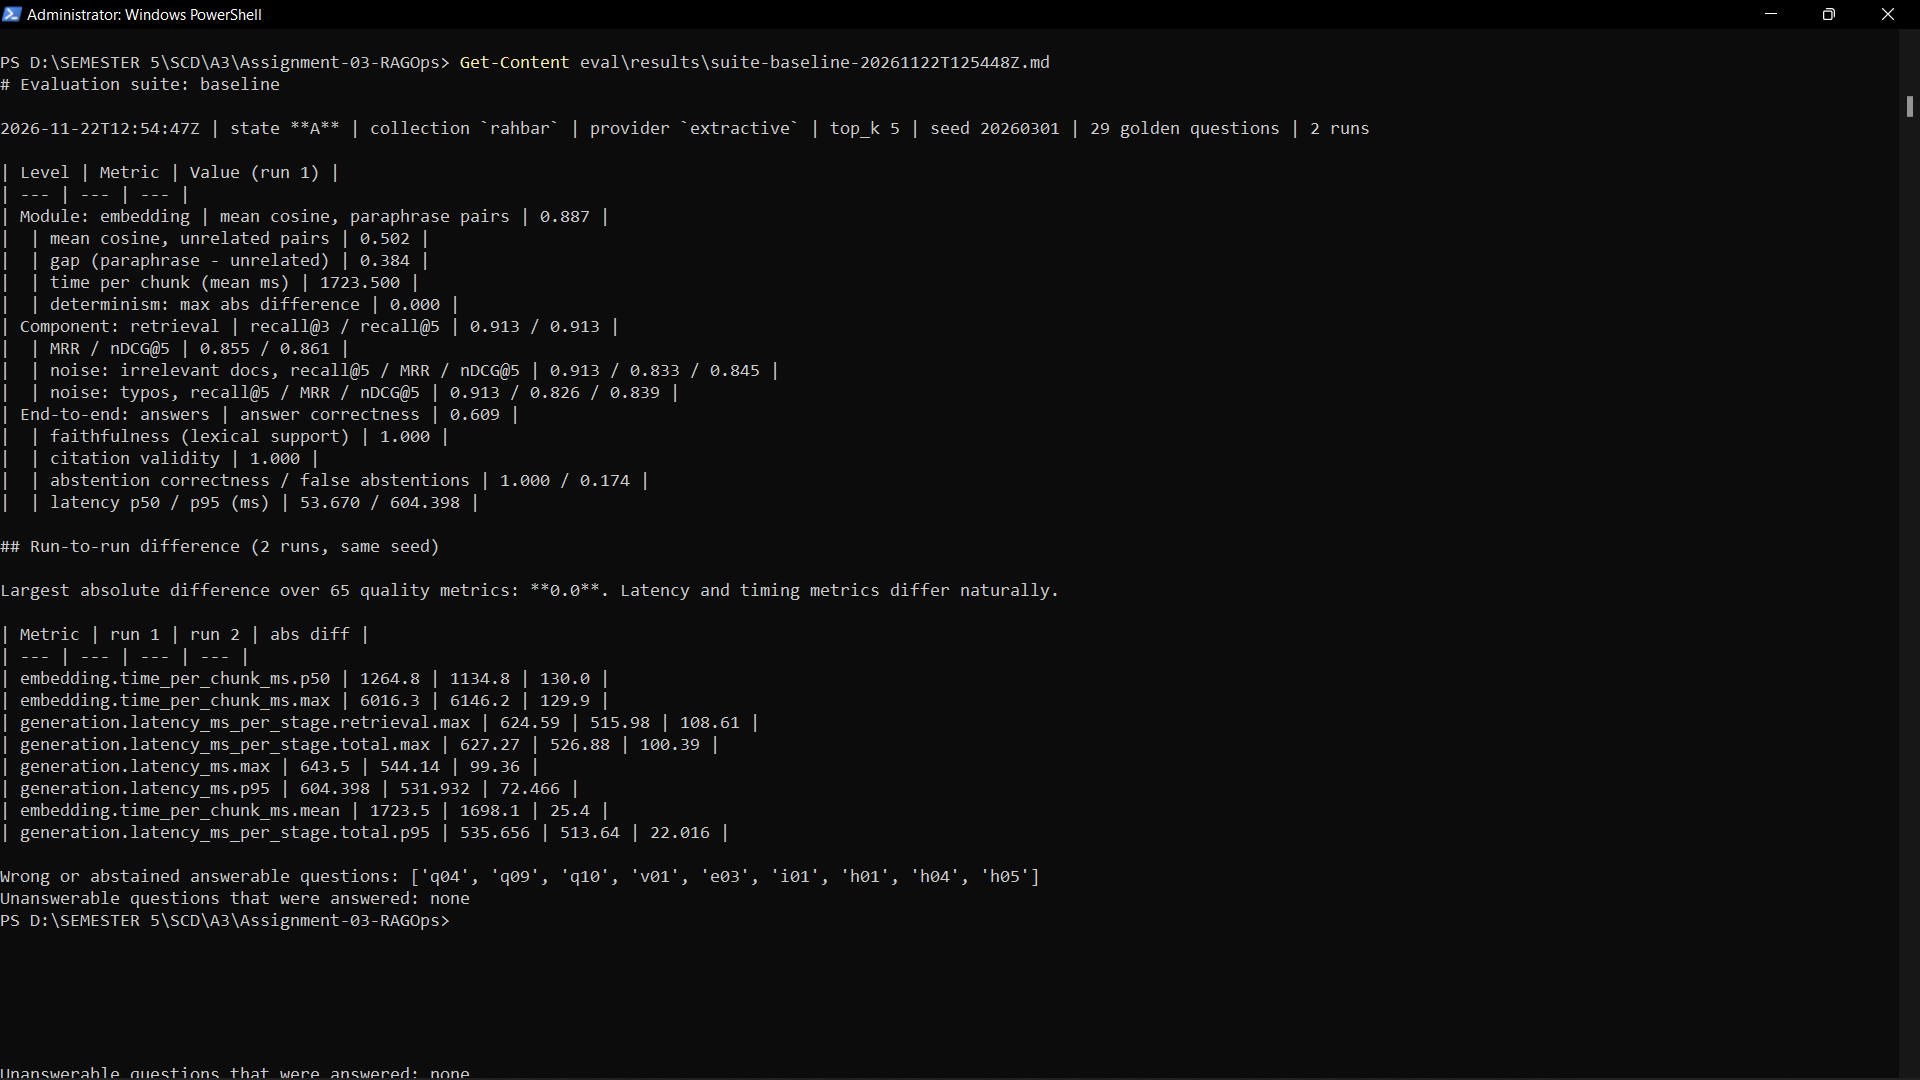 Administrator: Windows PowerShell
PS D:\SEMESTER 5\SCD\A3\Assignment-03-RAGOps> Get-Content eval\results\suite-baseline-20261122T125448Z.md
# Evaluation suite: baseline
2026-11-22T12:54:47Z | state **A** | collection `rahbar` | provider `extractive` | top_k 5 | seed 20260301 | 29 golden questions | 2 runs
| Level | Metric | Value (run 1) |
| --- | --- | --- |
| Module: embedding | mean cosine, paraphrase pairs | 0.887 |
|  | mean cosine, unrelated pairs | 0.502 |
|  | gap (paraphrase - unrelated) | 0.384 |
|  | time per chunk (mean ms) | 1723.500 |
|  | determinism: max abs difference | 0.000 |
| Component: retrieval | recall@3 / recall@5 | 0.913 / 0.913 |
|  | MRR / nDCG@5 | 0.855 / 0.861 |
|  | noise: irrelevant docs, recall@5 / MRR / nDCG@5 | 0.913 / 0.833 / 0.845 |
|  | noise: typos, recall@5 / MRR / nDCG@5 | 0.913 / 0.826 / 0.839 |
| End-to-end: answers | answer correctness | 0.609 |
|  | faithfulness (lexical support) | 1.000 |
|  | citation validity | 1.000 |
|  | abstention correctness / false abstentions | 1.000 / 0.174 |
|  | latency p50 / p95 (ms) | 53.670 / 604.398 |
## Run-to-run difference (2 runs, same seed)
Largest absolute difference over 65 quality metrics: **0.0**. Latency and timing metrics differ naturally.
| Metric | run 1 | run 2 | abs diff |
| --- | --- | --- | --- |
| embedding.time_per_chunk_ms.p50 | 1264.8 | 1134.8 | 130.0 |
| embedding.time_per_chunk_ms.max | 6016.3 | 6146.2 | 129.9 |
| generation.latency_ms_per_stage.retrieval.max | 624.59 | 515.98 | 108.61 |
| generation.latency_ms_per_stage.total.max | 627.27 | 526.88 | 100.39 |
| generation.latency_ms.max | 643.5 | 544.14 | 99.36 |
| generation.latency_ms.p95 | 604.398 | 531.932 | 72.466 |
| embedding.time_per_chunk_ms.mean | 1723.5 | 1698.1 | 25.4 |
| generation.latency_ms_per_stage.total.p95 | 535.656 | 513.64 | 22.016 |
Wrong or abstained answerable questions: ['q04', 'q09', 'q10', 'v01', 'e03', 'i01', 'h01', 'h04', 'h05']
Unanswerable questions that were answered: none
PS D:\SEMESTER 5\SCD\A3\Assignment-03-RAGOps>
Unanswerable questions that were answered: none